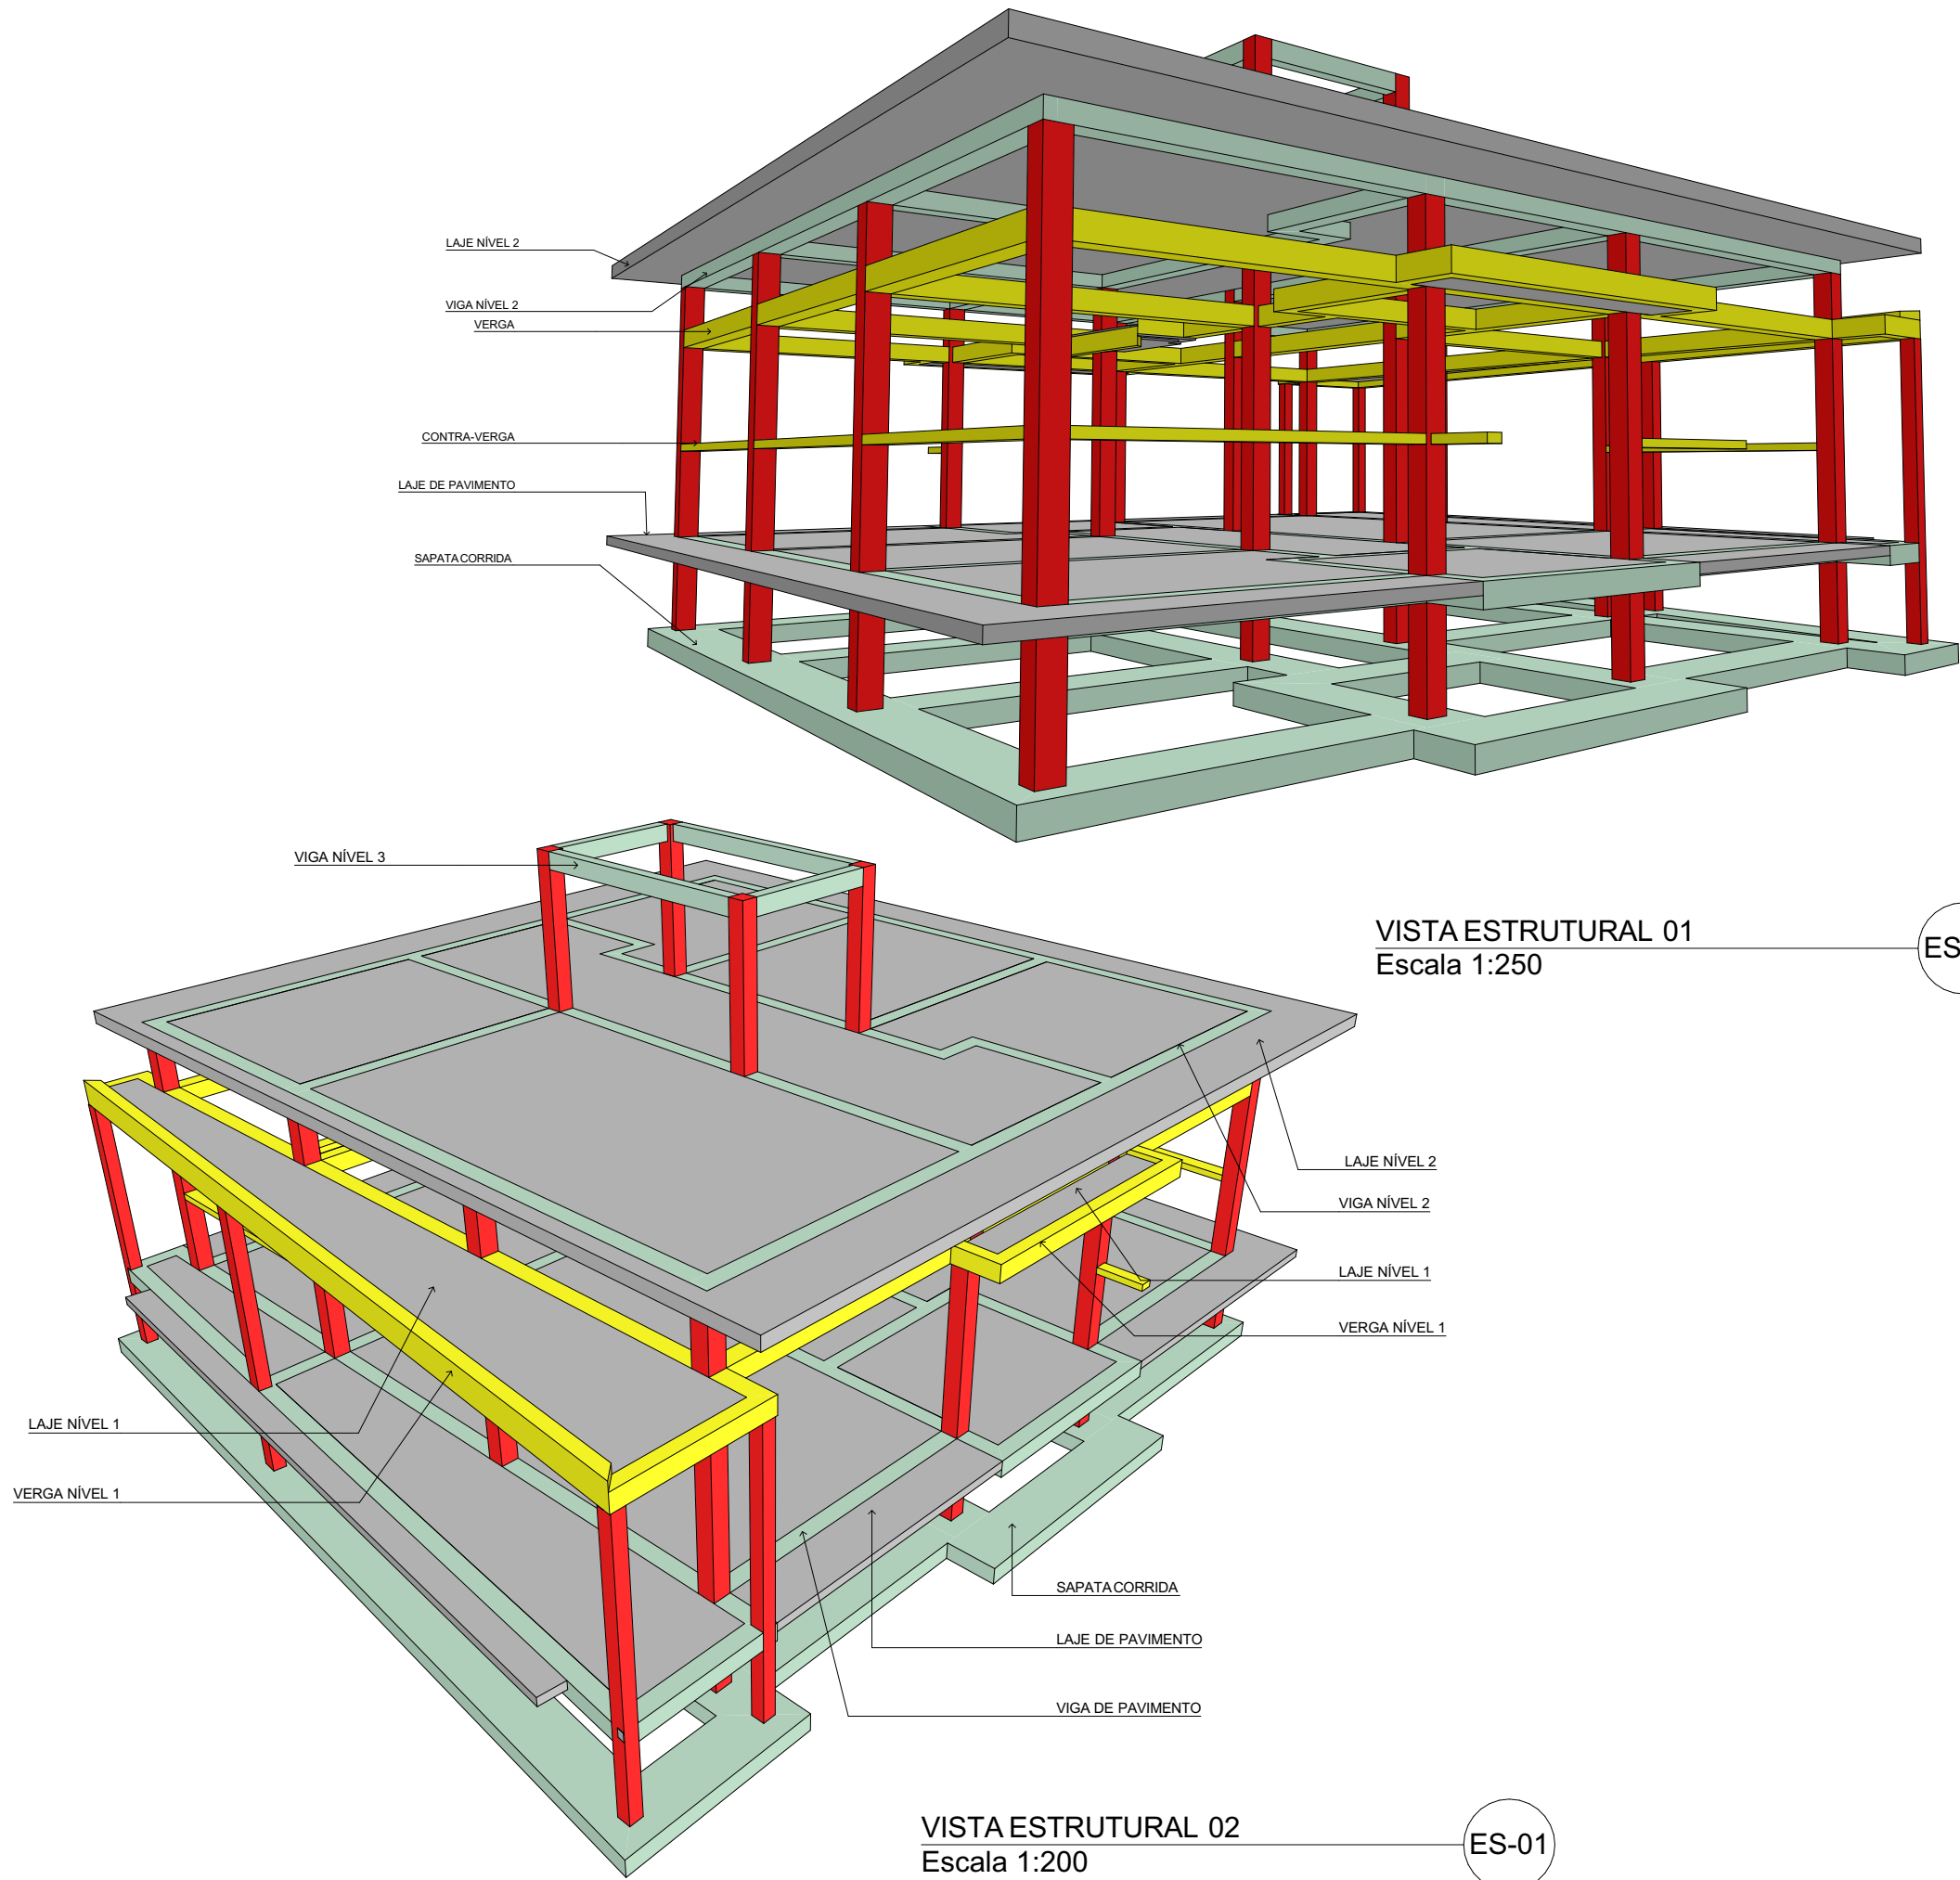 LAJE NÍVEL 2
VIGA NÍVEL 2
VERGA
CONTRA-VERGA
LAJE DE PAVIMENTO
SAPATA CORRIDA
VISTA ESTRUTURAL 01
Escala 1:250
ES
VIGA NÍVEL 3
LAJE NÍVEL 2
VIGA NÍVEL 2
LAJE NÍVEL 1
VERGA NÍVEL 1
LAJE NÍVEL 1
VERGA NÍVEL 1
SAPATA CORRIDA
LAJE DE PAVIMENTO
VIGA DE PAVIMENTO
VISTA ESTRUTURAL 02
Escala 1:200
ES-01